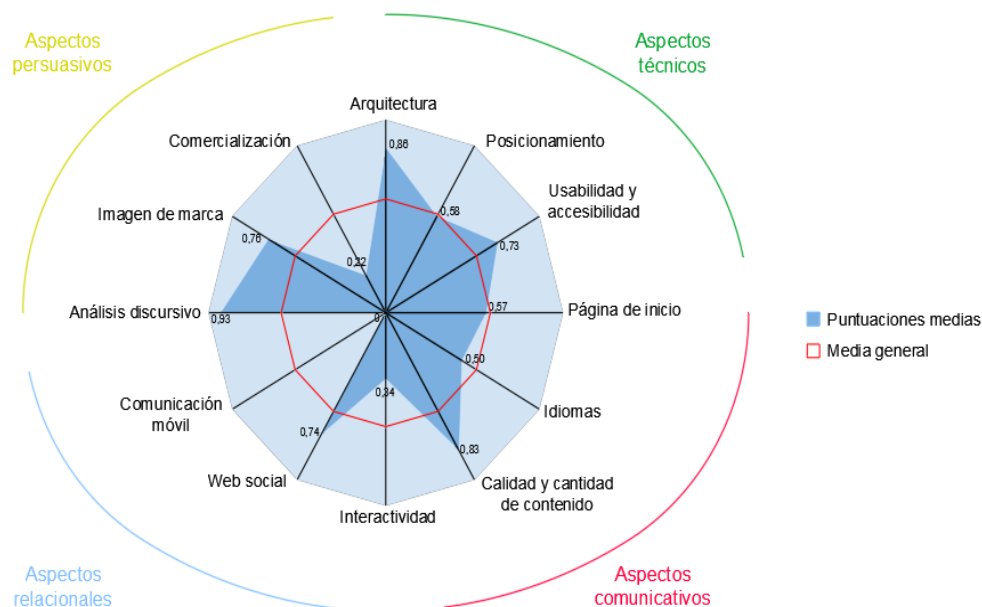 Aspectos
persuasivos
Aspectos
técnicos
Arquitectura
Comercialización
Posicionamiento
Imagen de marca
Usabilidad y
accesibilidad
Análisis discursivo
Página de inicio
Comunicación
móvil
Idiomas
Web social
Interactividad
Calidad y cantidad
de contenido
0,86
0,58
0,76
0,73
0,22
0,93
0,57
0,50
0,34
0,74
0,83
Puntuaciones medias
Media general
Aspectos
relacionales
Aspectos
comunicativos